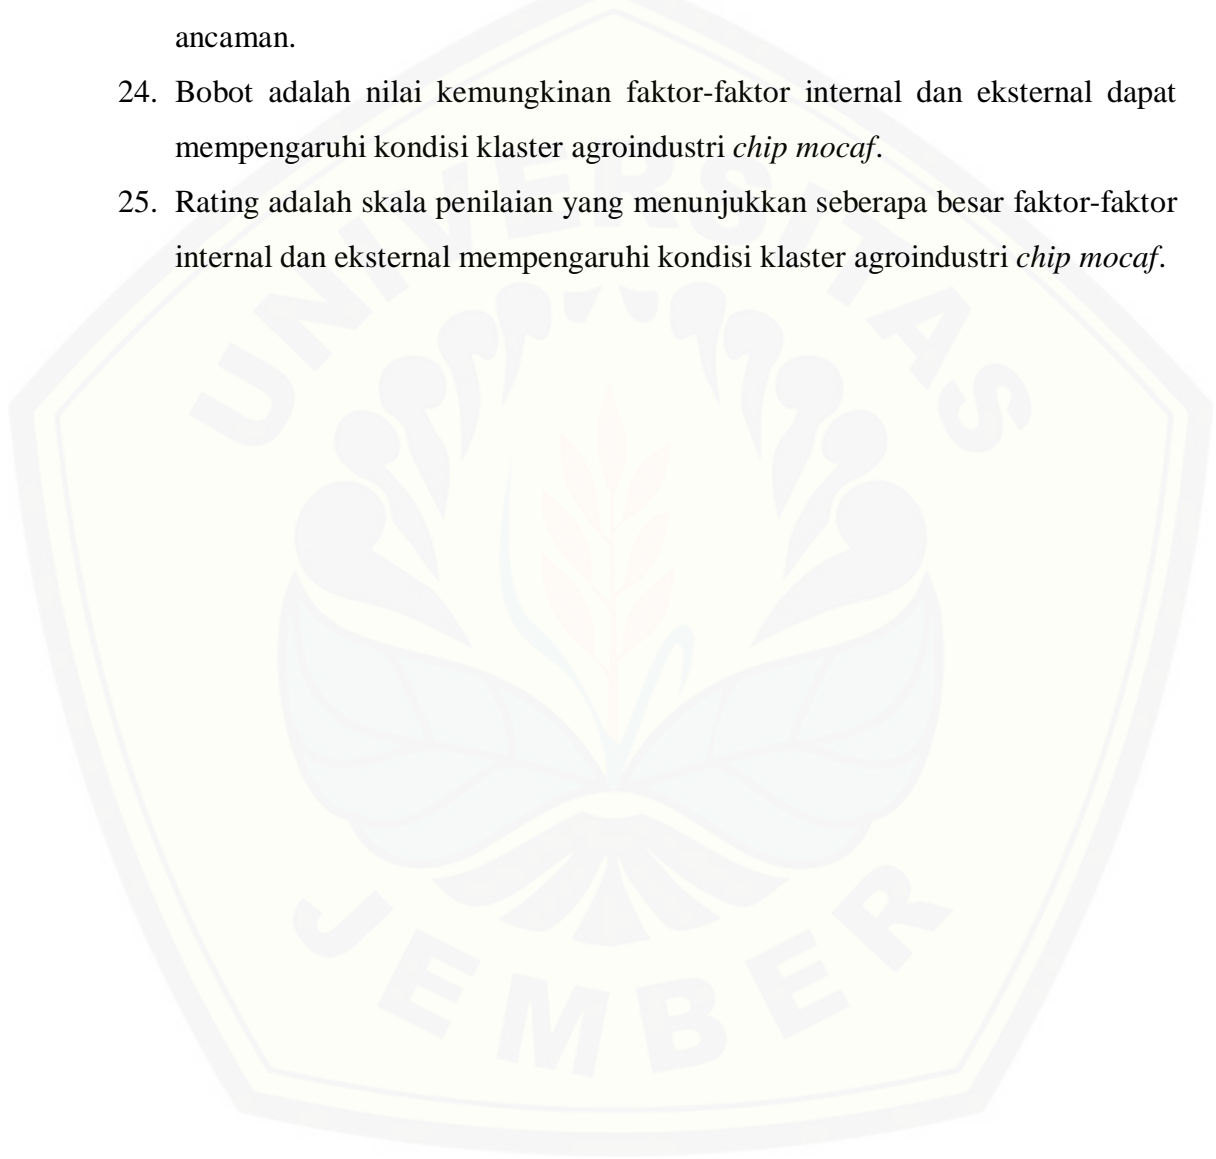 ancaman.
24. Bobot adalah nilai kemungkinan faktor-faktor internal dan eksternal dapat
mempengaruhi kondisi klaster agroindustri chip mocaf.
25. Rating adalah skala penilaian yang menunjukkan seberapa besar faktor-faktor
internal dan eksternal mempengaruhi kondisi klaster agroindustri chip mocaf.
UNIVERSITAS
JEMBER